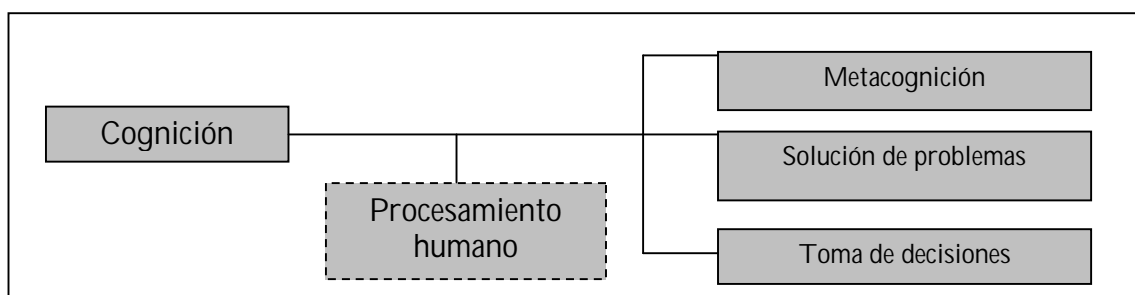 Cognición
Procesamiento
humano
Metacognición
Solución de problemas
Toma de decisiones